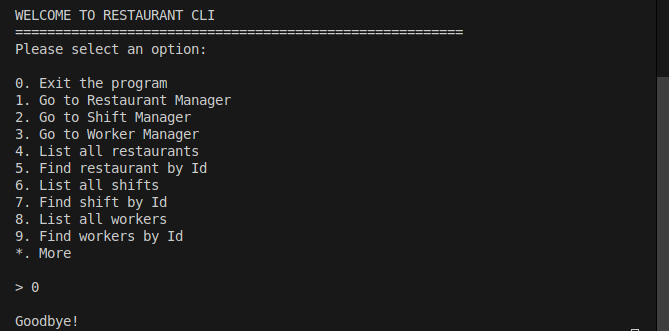 WELCOME TO RESTAURANT CLI
========================================================
Please select an option:
0. Exit the program
1. Go to Restaurant Manager
2. Go to Shift Manager
3. Go to Worker Manager
4. List all restaurants
5. Find restaurant by Id
6. List all shifts
7. Find shift by Id
8. List all workers
9. Find workers by Id
*. More
> 0
Goodbye!